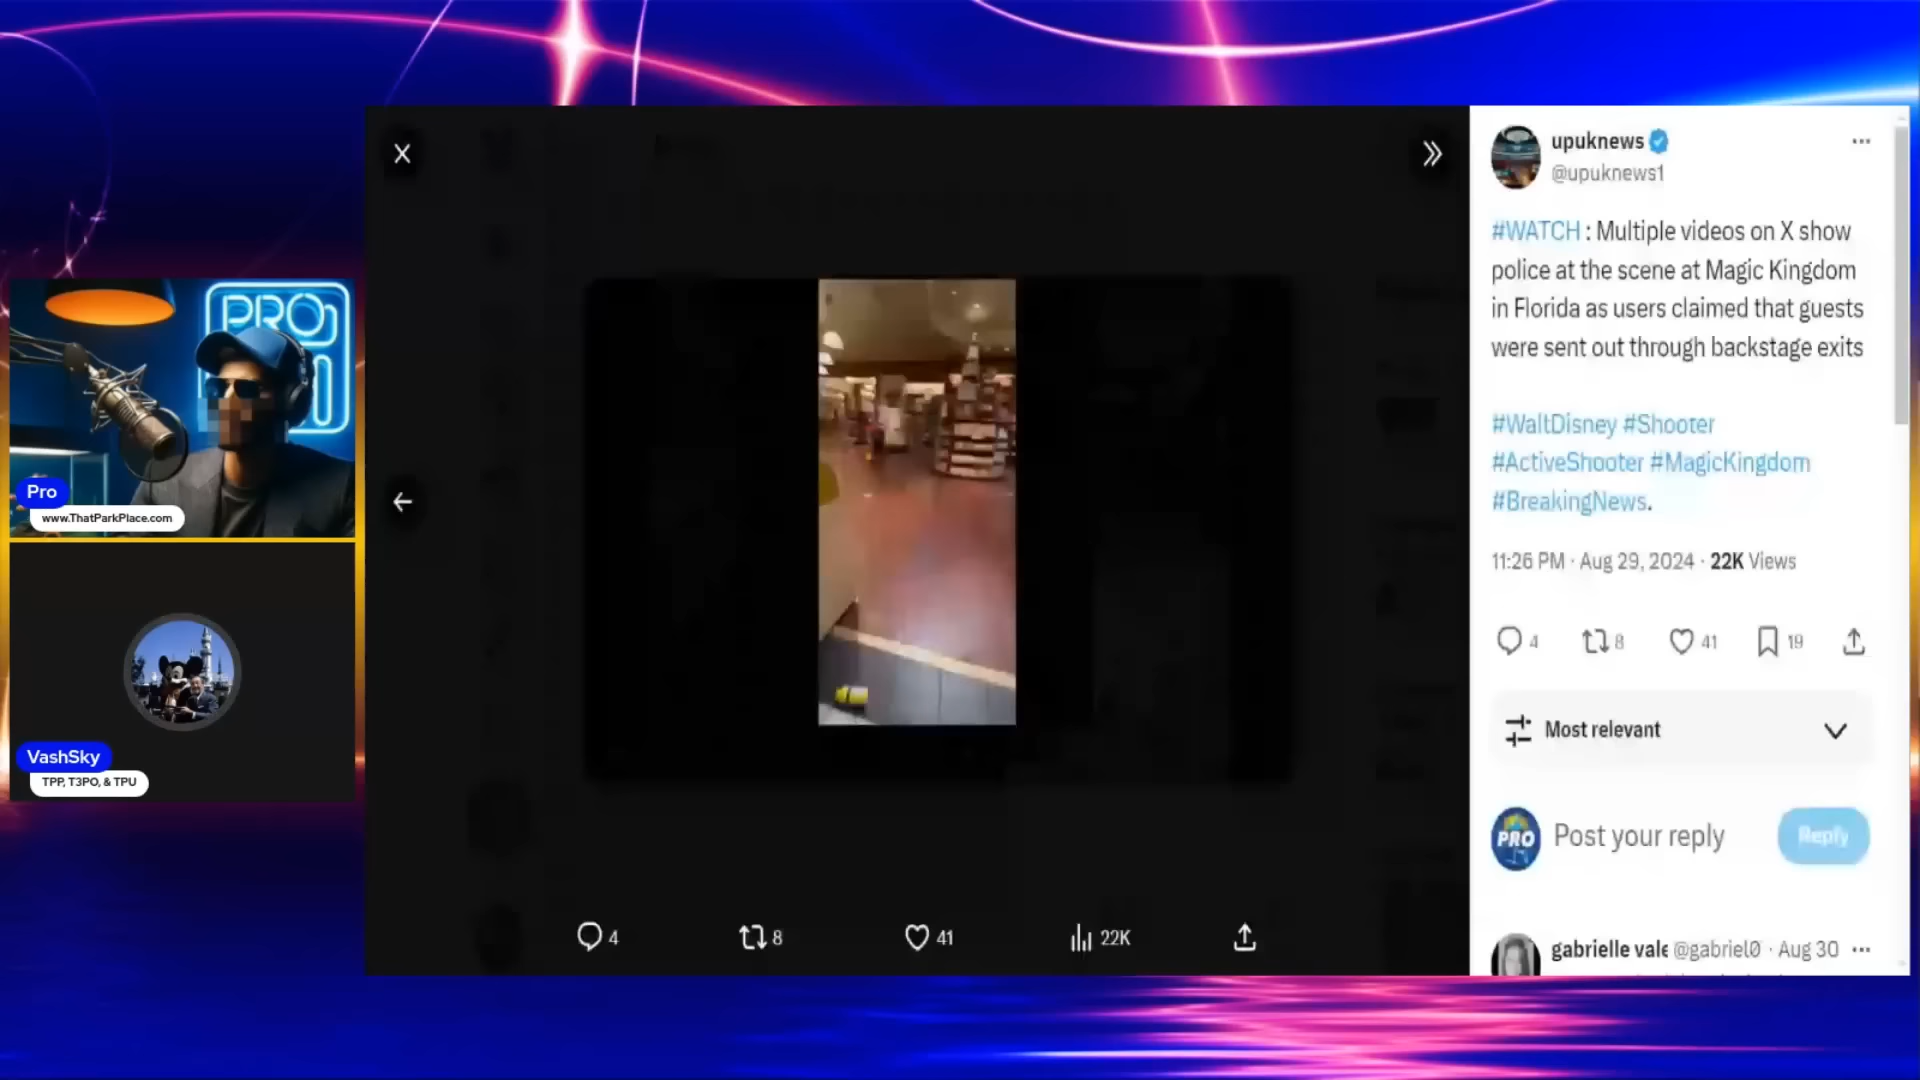 PRO
Pro
www.ThatParkPlace.com
VashSky
TPP, T3PO, & TPU
4
8
41
22K
upuknews
@upuknews1
#WATCH : Multiple videos on X show
police at the scene at Magic Kingdom
in Florida as users claimed that guests
were sent out through backstage exits
#WaltDisney #Shooter
#ActiveShooter #MagicKingdom
#BreakingNews.
11:26 PM · Aug 29, 2024 · 22K Views
4
8
41
19
Most relevant
PRO
Post your reply
Reply
gabrielle vale @gabriel0 · Aug 30